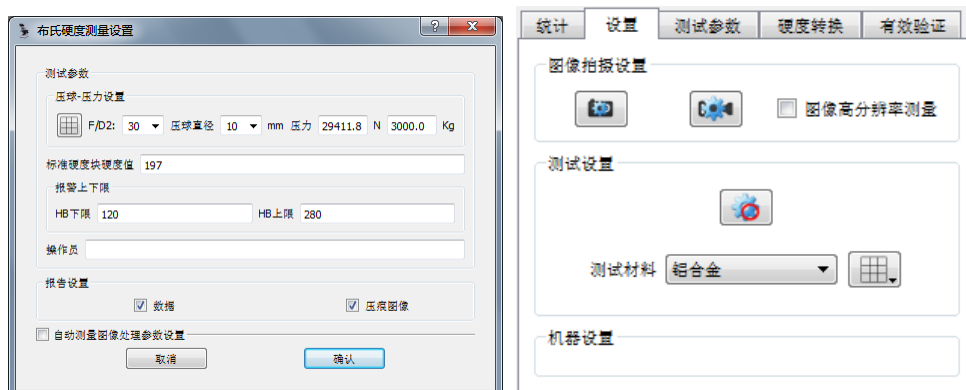 布氏硬度测量设置
测试参数
压球-压力设置
F/D2: 30 压球直径 10 mm 压力 29411.8 N 3000.0 Kg
标准硬度块硬度值 197
报警上下限
HB下限 120 HB上限 280
操作员
报告设置
数据 压痕图像
自动测量图像处理参数设置
取消 确认
统计 设置 测试参数 硬度转换 有效验证
图像拍摄设置
图像高分辨率测量
测试设置
测试材料 铝合金
机器设置